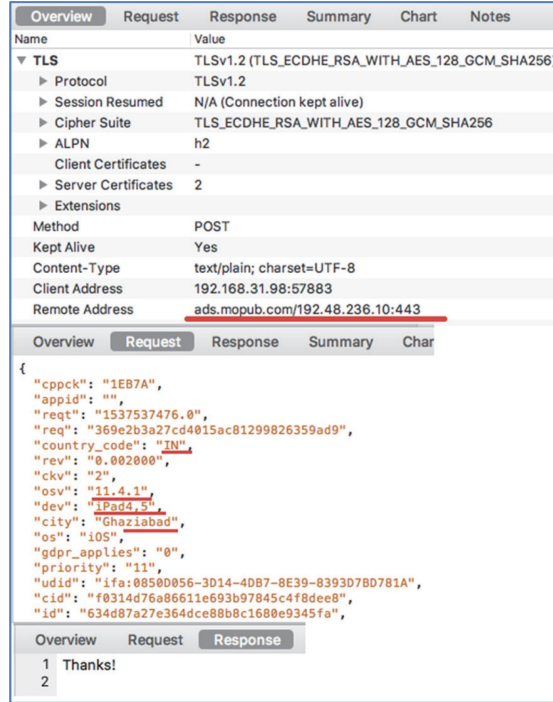 Overview Request Response Summary Chart Notes
Name Value
TLS TLSv1.2 (TLS_ECDHE_RSA_WITH_AES_128_GCM_SHA256)
Protocol TLSv1.2
Session Resumed N/A (Connection kept alive)
Cipher Suite TLS_ECDHE_RSA_WITH_AES_128_GCM_SHA256
ALPN h2
Client Certificates -
Server Certificates 2
Extensions
Method POST
Kept Alive Yes
Content-Type text/plain; charset=UTF-8
Client Address 192.168.31.98:57883
Remote Address ads.mopub.com/192.48.236.10:443
Overview Request Response Summary Char
{
"cppck": "1EB7A",
"appid": "",
"reqt": "1537537476.0",
"req": "369e2b3a27cd4015ac81299826359ad9",
"country_code": "IN",
"rev": "0.002000",
"ckv": "2",
"osv": "11.4.1",
"dev": "iPad4,5",
"city": "Ghaziabad",
"os": "iOS",
"gdpr_applies": "0",
"priority": "11",
"udid": "ifa:0850D056-3D14-4DB7-8E39-8393D7BD781A",
"cid": "f0314d76a86611e693b97845c4f8dee8",
"id": "634d87a27e364dce88b8c1680e9345fa",
Overview Request Response
1 Thanks!
2